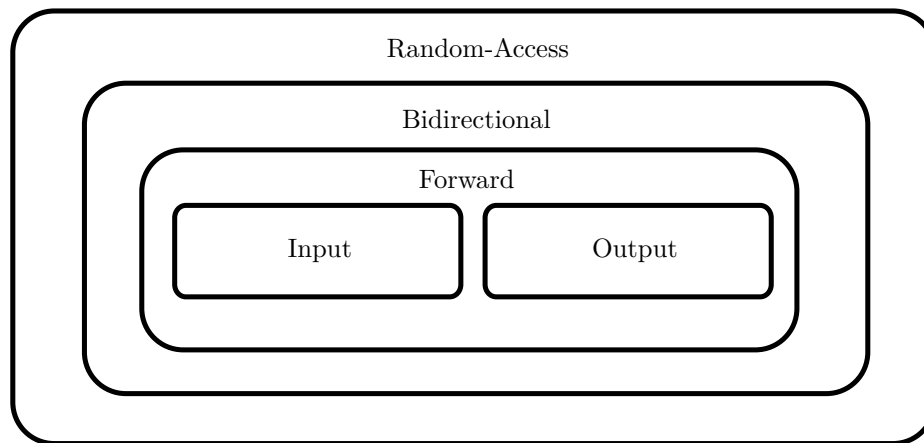 Random-Access
Bidirectional
Forward
Input
Output